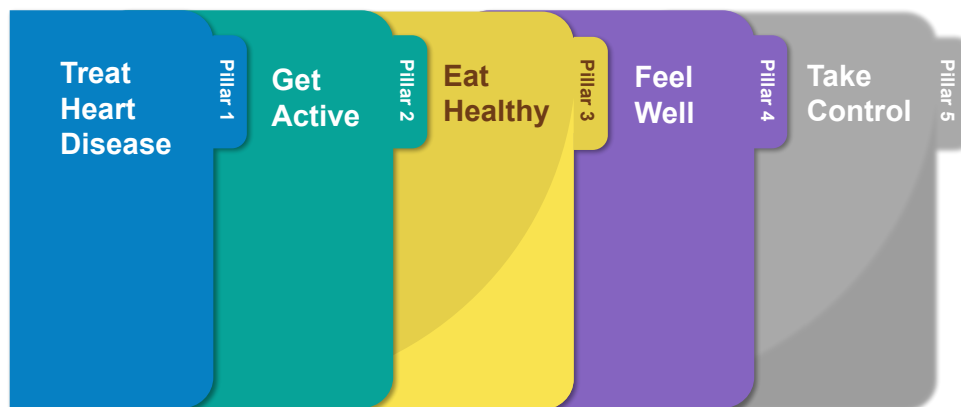 Treat
Heart
Disease
Pillar 1
Get
Active
Pillar 2
Eat
Healthy
Pillar 3
Feel
Well
Pillar 4
Take
Control
Pillar 5